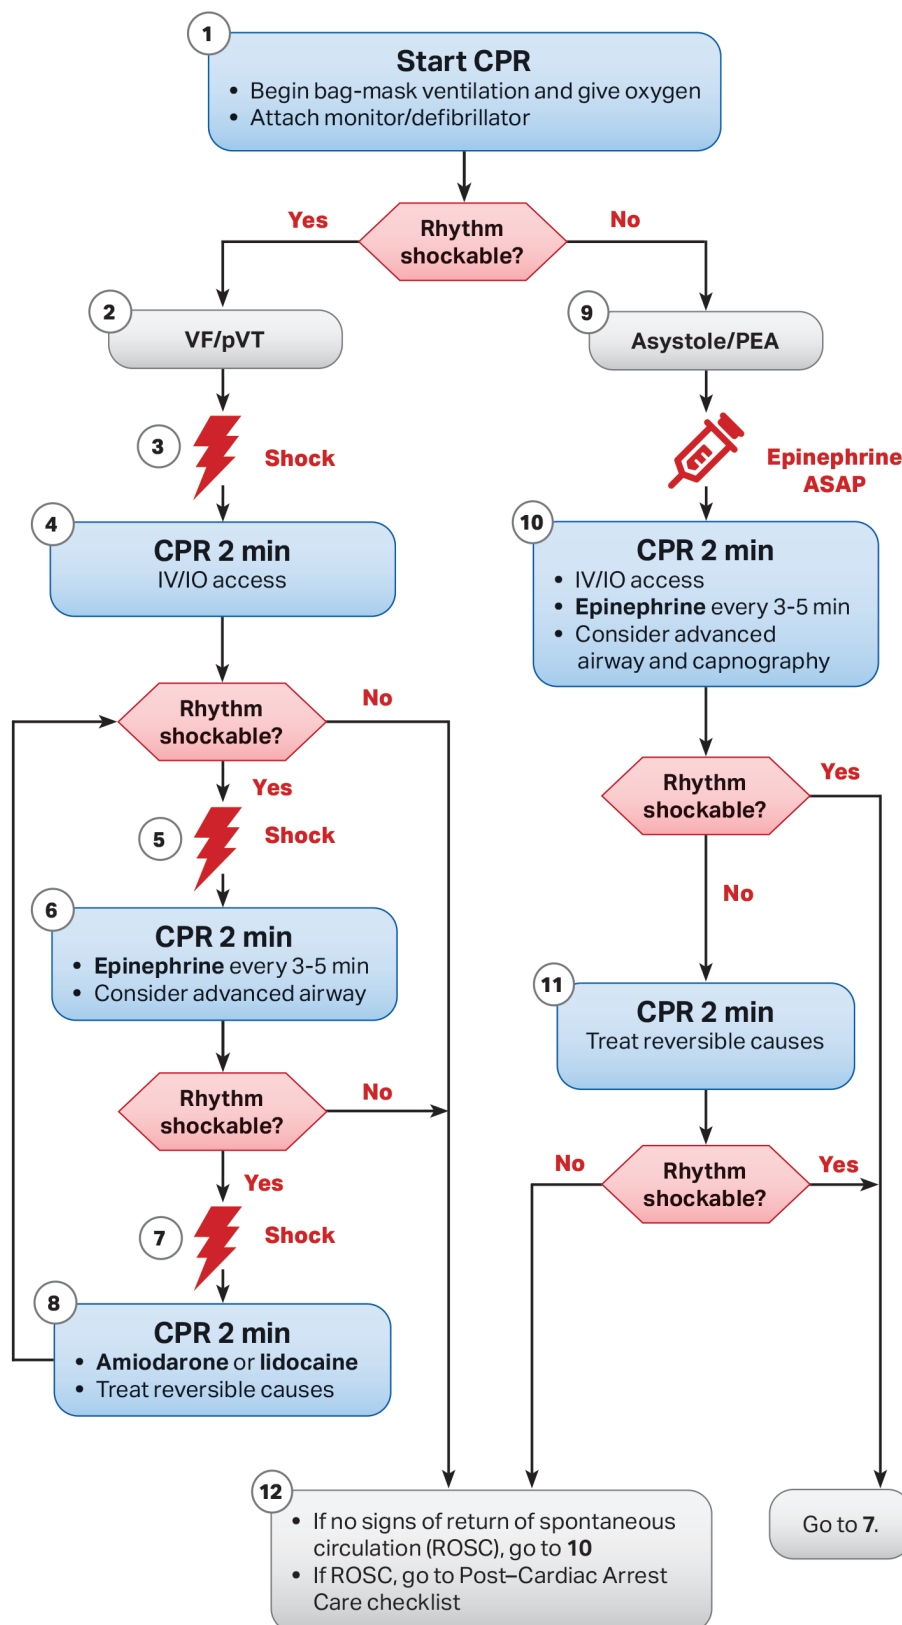 1
Start CPR
• Begin bag-mask ventilation and give oxygen
• Attach monitor/defibrillator
Rhythm
shockable?
Yes
No
2
VF/pVT
3
Shock
4
CPR 2 min
IV/IO access
Rhythm
shockable?
No
Yes
5
Shock
6
CPR 2 min
• Epinephrine every 3-5 min
• Consider advanced airway
Rhythm
shockable?
No
Yes
7
Shock
8
CPR 2 min
• Amiodarone or lidocaine
• Treat reversible causes
9
Asystole/PEA
Epinephrine
ASAP
10
CPR 2 min
• IV/IO access
• Epinephrine every 3-5 min
• Consider advanced
airway and capnography
Rhythm
shockable?
Yes
No
11
CPR 2 min
Treat reversible causes
Rhythm
shockable?
No
Yes
12
• If no signs of return of spontaneous
circulation (ROSC), go to 10
• If ROSC, go to Post–Cardiac Arrest
Care checklist
Go to 7.